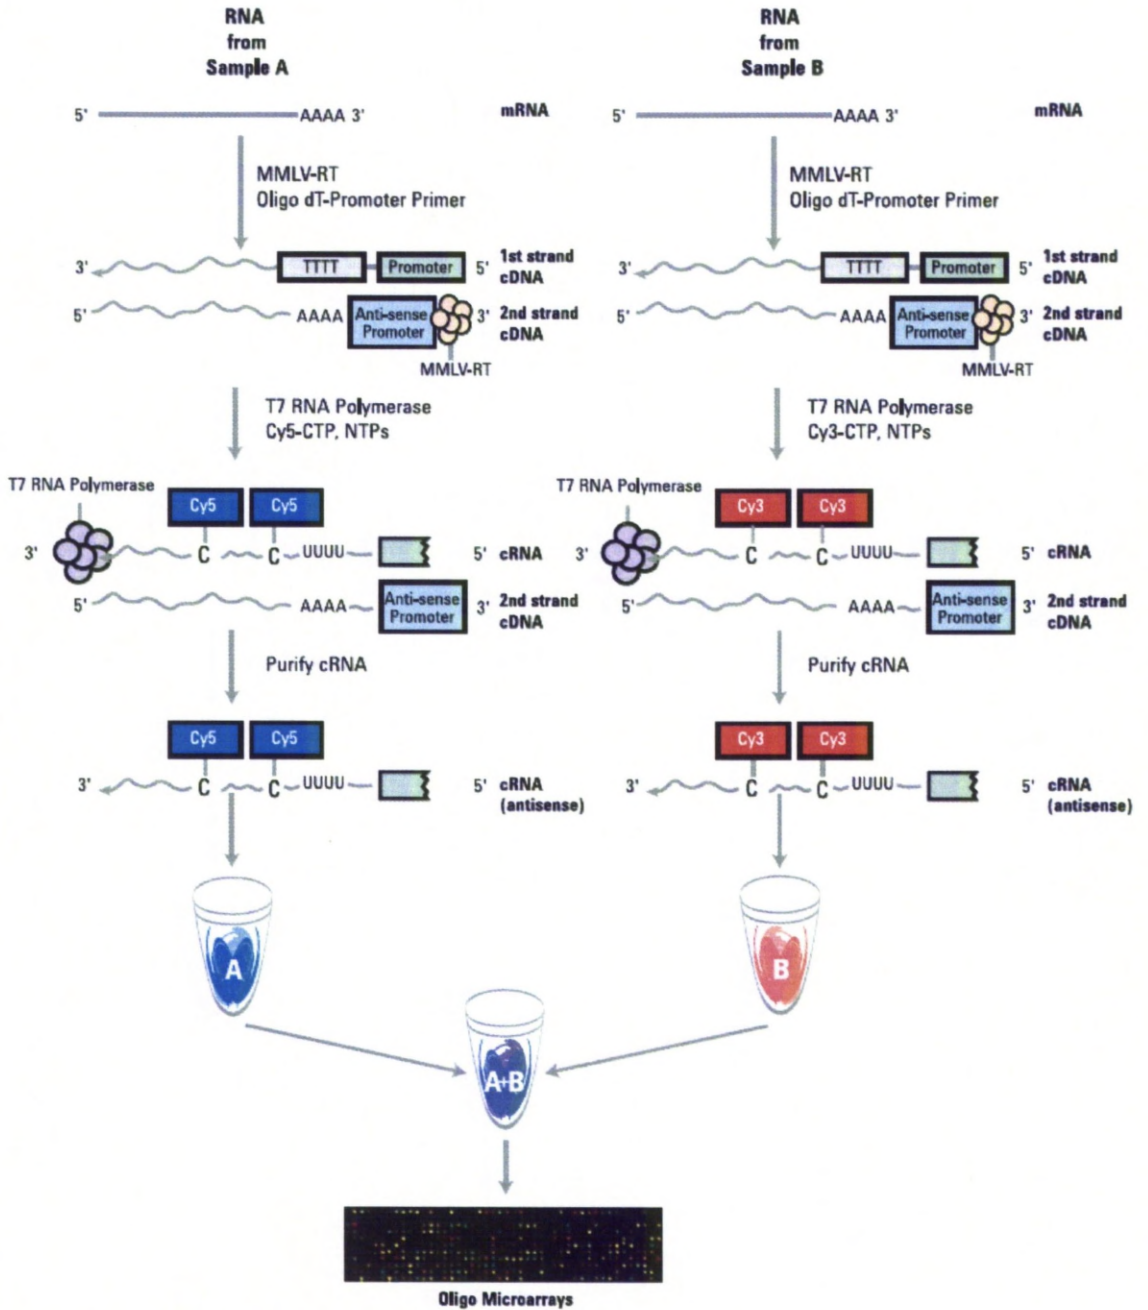 RNA
from
Sample A
RNA
from
Sample B
5' AAAA 3' mRNA
5' AAAA 3' mRNA
MMLV-RT
Oligo dT-Promoter Primer
MMLV-RT
Oligo dT-Promoter Primer
3' TTTT Promoter 5' 1st strand
cDNA
3' TTTT Promoter 5' 1st strand
cDNA
5' AAAA Anti-sense
Promoter 3' 2nd strand
cDNA
MMLV-RT
5' AAAA Anti-sense
Promoter 3' 2nd strand
cDNA
MMLV-RT
T7 RNA Polymerase
Cy5-CTP, NTPs
T7 RNA Polymerase
Cy3-CTP, NTPs
T7 RNA Polymerase
Cy5 Cy5
3' C C UUUU 5' cRNA
5' AAAA Anti-sense
Promoter 3' 2nd strand
cDNA
T7 RNA Polymerase
Cy3 Cy3
3' C C UUUU 5' cRNA
5' AAAA Anti-sense
Promoter 3' 2nd strand
cDNA
Purify cRNA
Purify cRNA
Cy5 Cy5
3' C C UUUU 5' cRNA
(antisense)
Cy3 Cy3
3' C C UUUU 5' cRNA
(antisense)
A
B
A+B
Oligo Microarrays